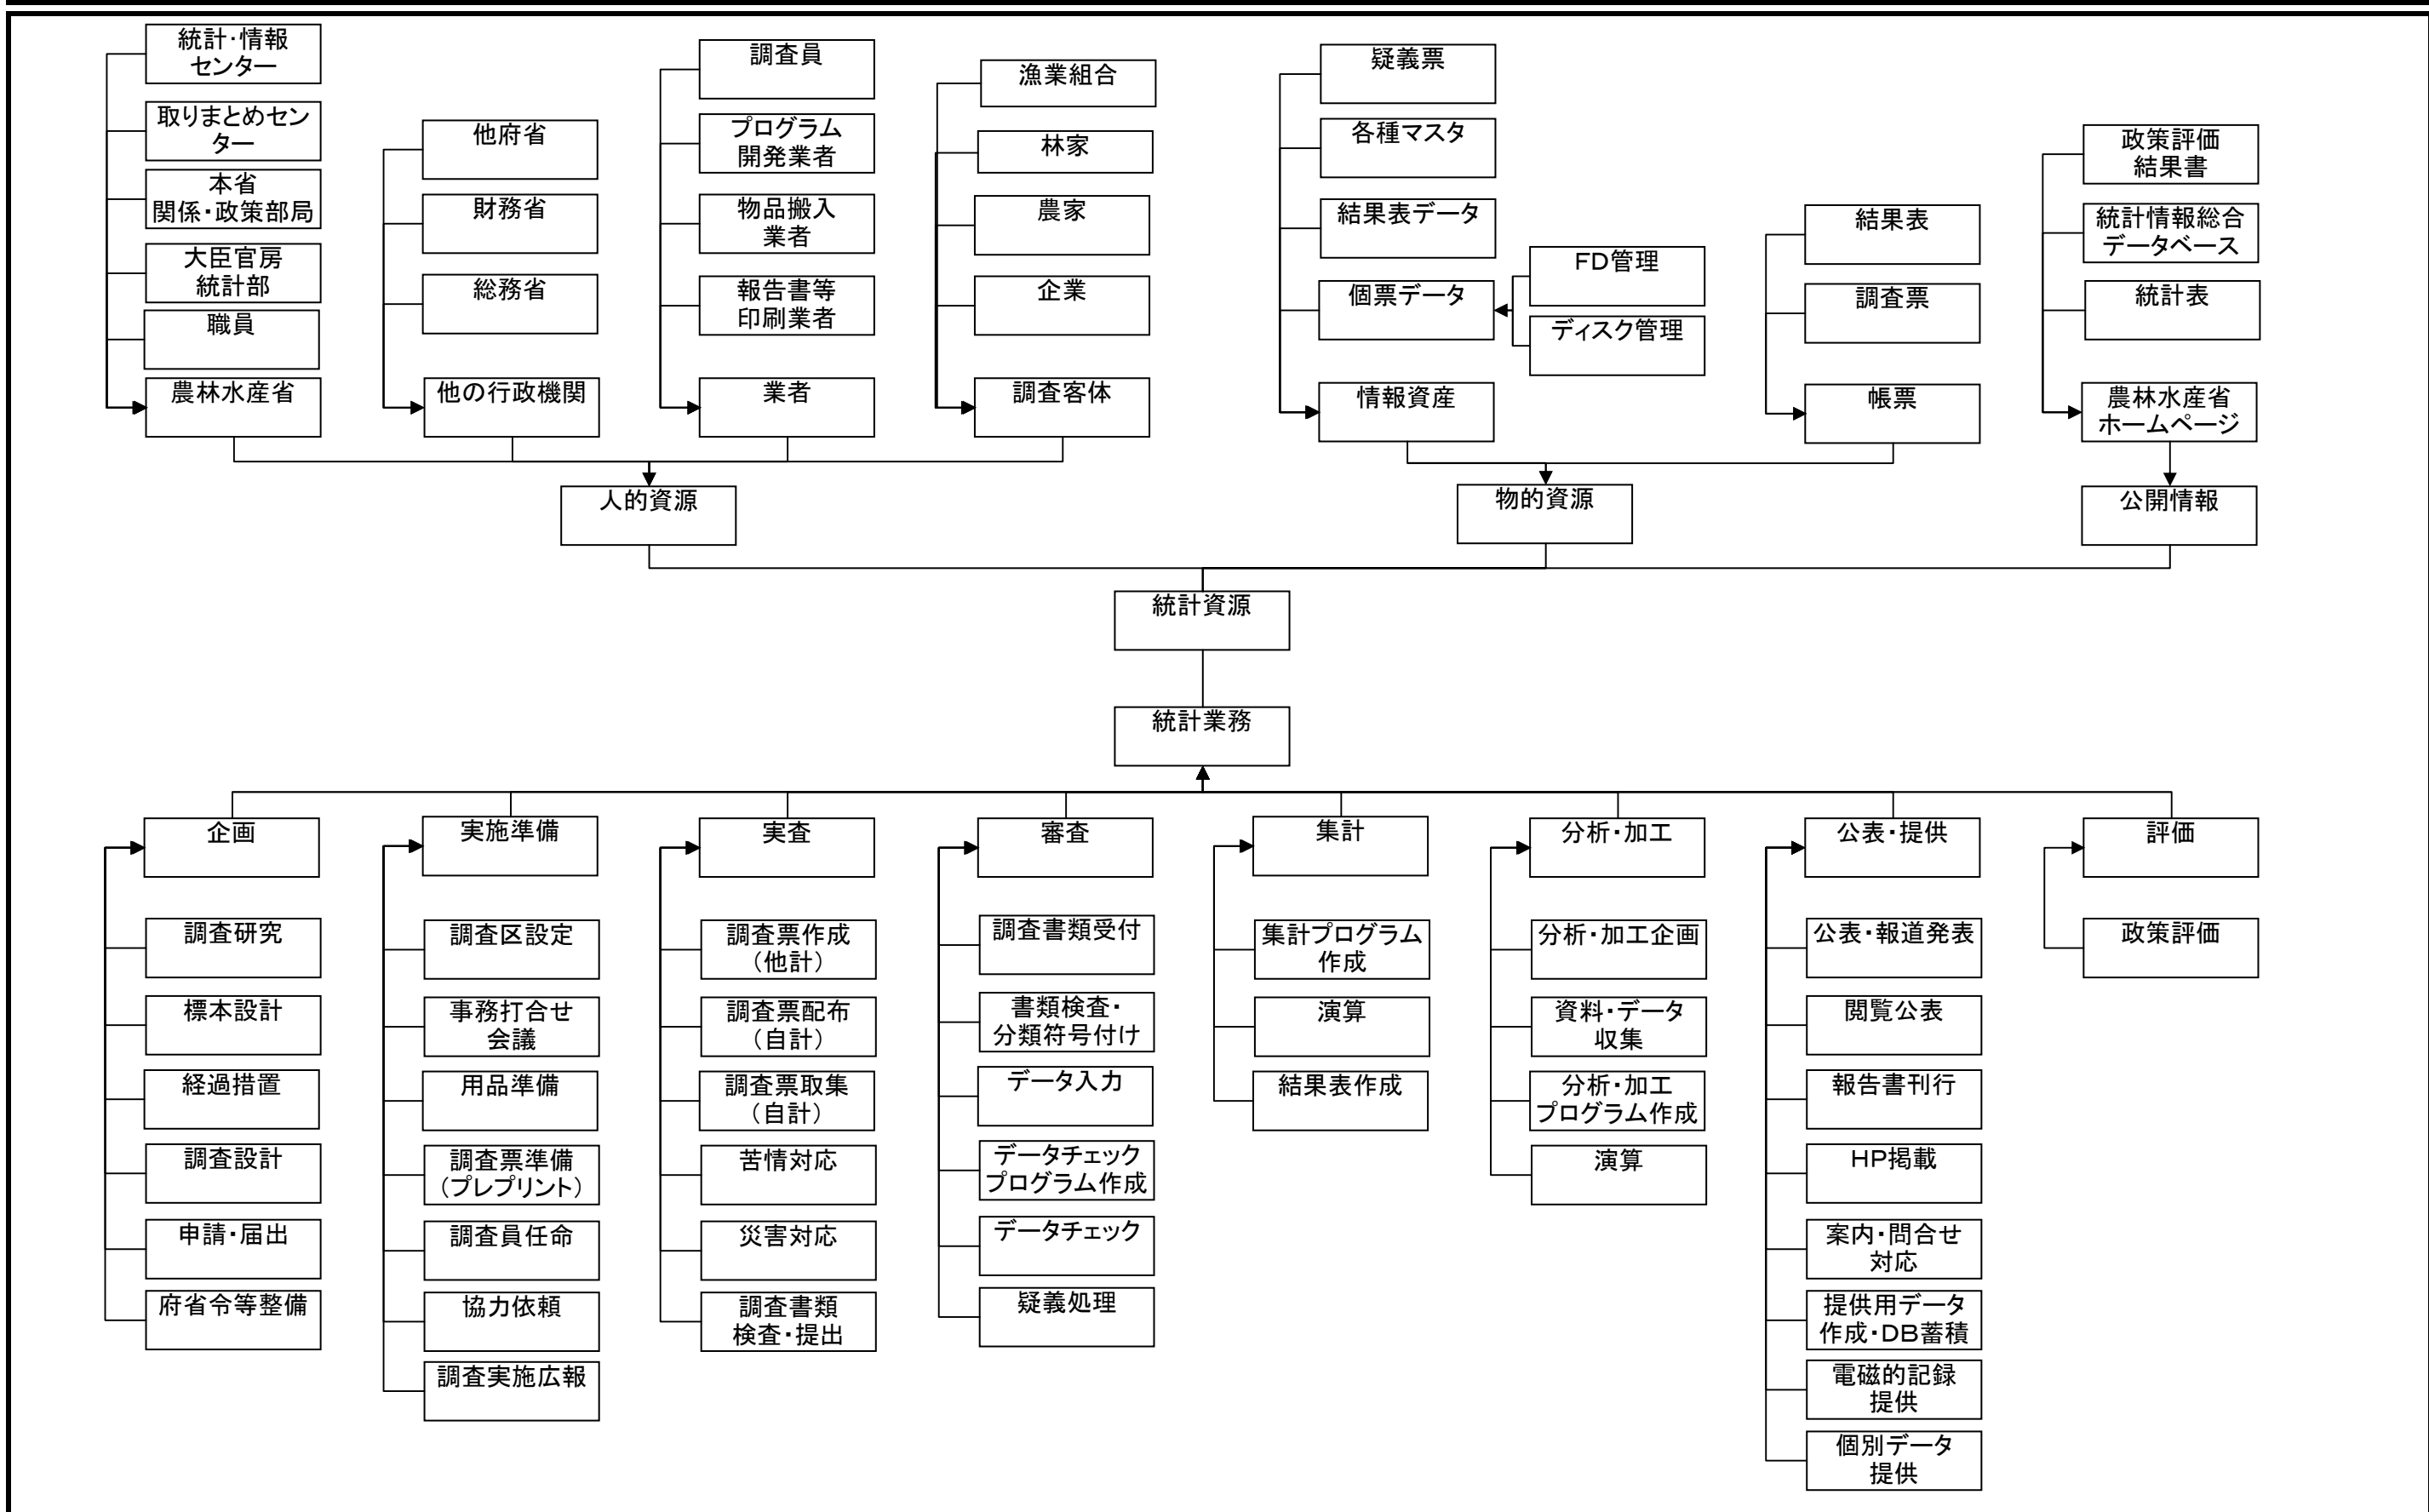 統計･情報
センター
取りまとめセン
ター
本省
関係・政策部局
大臣官房
統計部
職員
農林水産省
他府省
財務省
総務省
他の行政機関
調査員
プログラム
開発業者
物品搬入
業者
報告書等
印刷業者
業者
漁業組合
林家
農家
企業
調査客体
疑義票
各種マスタ
結果表データ
個票データ
FD管理
ディスク管理
情報資産
結果表
調査票
帳票
政策評価
結果書
統計情報総合
データベース
統計表
農林水産省
ホームページ
人的資源
物的資源
公開情報
統計資源
統計業務
企画
調査研究
標本設計
経過措置
調査設計
申請・届出
府省令等整備
実施準備
調査区設定
事務打合せ
会議
用品準備
調査票準備
（プレプリント）
調査員任命
協力依頼
調査実施広報
実査
調査票作成
（他計）
調査票配布
（自計）
調査票取集
（自計）
苦情対応
災害対応
調査書類
検査・提出
審査
調査書類受付
書類検査・
分類符号付け
データ入力
データチェック
プログラム作成
データチェック
疑義処理
集計
集計プログラム
作成
演算
結果表作成
分析・加工
分析・加工企画
資料・データ
収集
分析・加工
プログラム作成
演算
公表・提供
公表・報道発表
閲覧公表
報告書刊行
HP掲載
案内・問合せ
対応
提供用データ
作成・DB蓄積
電磁的記録
提供
個別データ
提供
評価
政策評価